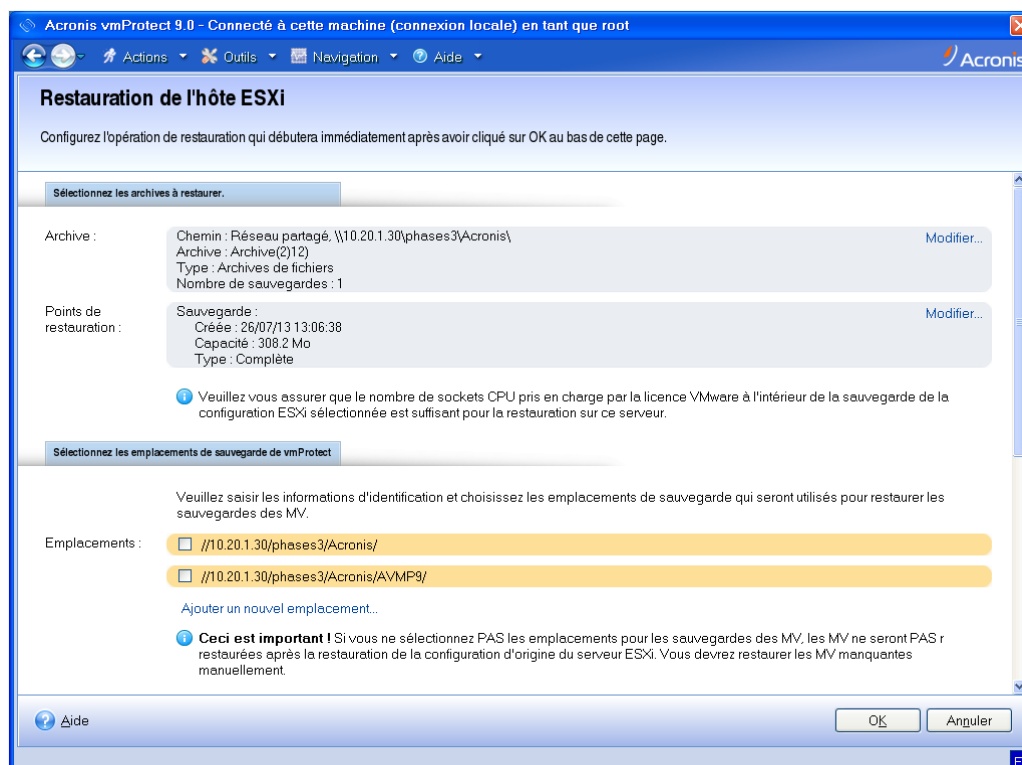 Acronis vmProtect 9.0 - Connecté à cette machine (connexion locale) en tant que root
Actions Outils Navigation Aide
Acronis
Restauration de l'hôte ESXi
Configurez l'opération de restauration qui débutera immédiatement après avoir cliqué sur OK au bas de cette page.
Sélectionnez les archives à restaurer.
Archive :
Chemin : Réseau partagé, \\10.20.1.30\phases3\Acronis\
Modifier...
Archive : Archive(2)12)
Type : Archives de fichiers
Nombre de sauvegardes : 1
Points de restauration :
Sauvegarde :
Modifier...
Créée : 26/07/13 13:06:38
Capacité : 308.2 Mo
Type : Complète
Veuillez vous assurer que le nombre de sockets CPU pris en charge par la licence VMware à l'intérieur de la sauvegarde de la
configuration ESXi sélectionnée est suffisant pour la restauration sur ce serveur.
Sélectionnez les emplacements de sauvegarde de vmProtect
Veuillez saisir les informations d'identification et choisissez les emplacements de sauvegarde qui seront utilisés pour restaurer les
sauvegardes des MV.
Emplacements :
//10.20.1.30/phases3/Acronis/
//10.20.1.30/phases3/Acronis/AVMP9/
Ajouter un nouvel emplacement...
Ceci est important ! Si vous ne sélectionnez PAS les emplacements pour les sauvegardes des MV, les MV ne seront PAS r
restaurées après la restauration de la configuration d'origine du serveur ESXi. Vous devrez restaurer les MV manquantes
manuellement.
Aide
OK
Annuler